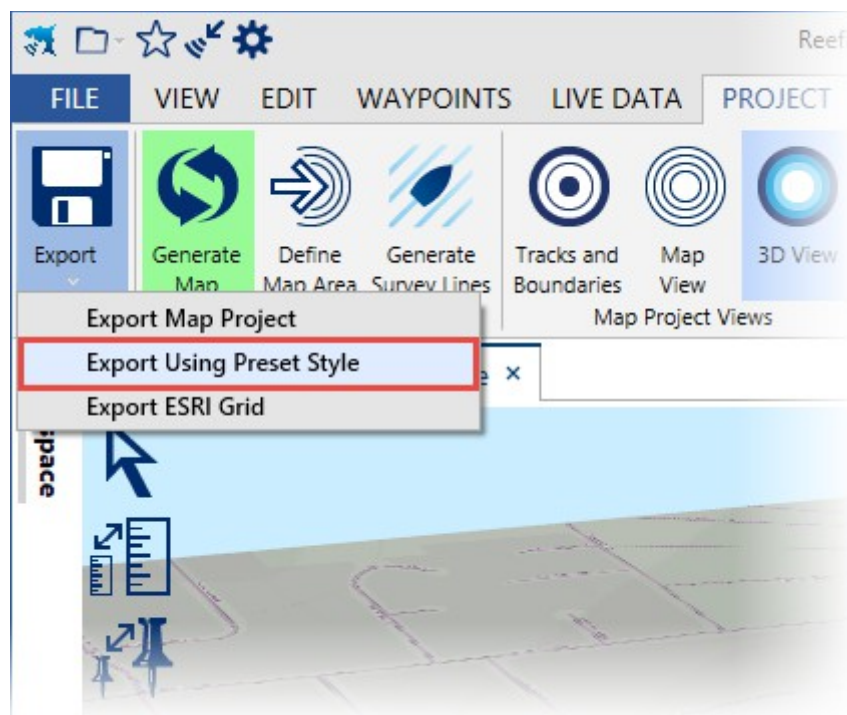 Reef
FILE VIEW EDIT WAYPOINTS LIVE DATA PROJECT
Export Generate Define Generate Tracks and Map 3D View
Map Map Area Survey Lines Boundaries View
Export Map Project Map Project Views
Export Using Preset Style
Export ESRI Grid
space